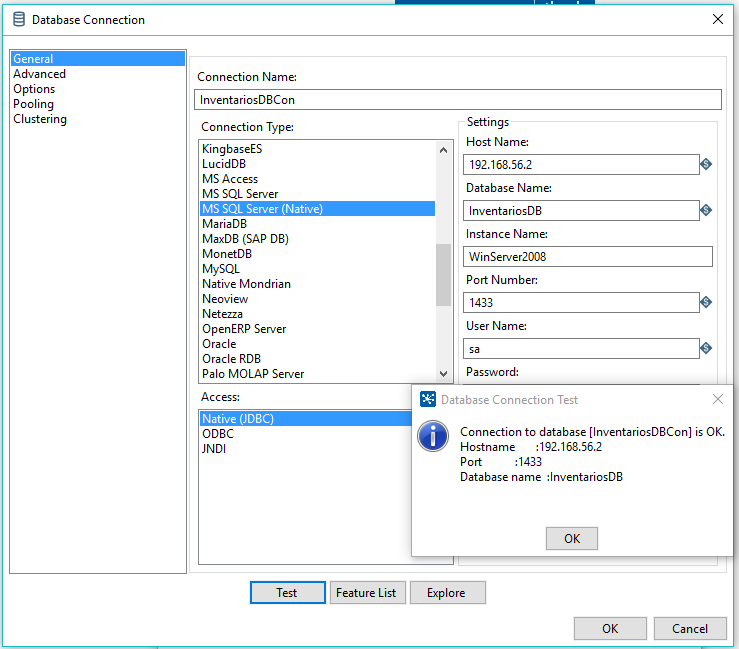 Database Connection
General
Advanced
Options
Pooling
Clustering
Connection Name:
InventariosDBCon
Connection Type:
KingbaseES
LucidDB
MS Access
MS SQL Server
MS SQL Server (Native)
MariaDB
MaxDB (SAP DB)
MonetDB
MySQL
Native Mondrian
Neoview
Netezza
OpenERP Server
Oracle
Oracle RDB
Palo MOLAP Server
Access:
Native (JDBC)
ODBC
JNDI
Settings
Host Name:
192.168.56.2
Database Name:
InventariosDB
Instance Name:
WinServer2008
Port Number:
1433
User Name:
sa
Password:
Database Connection Test
Connection to database [InventariosDBCon] is OK.
Hostname :192.168.56.2
Port :1433
Database name :InventariosDB
OK
Test
Feature List
Explore
OK
Cancel